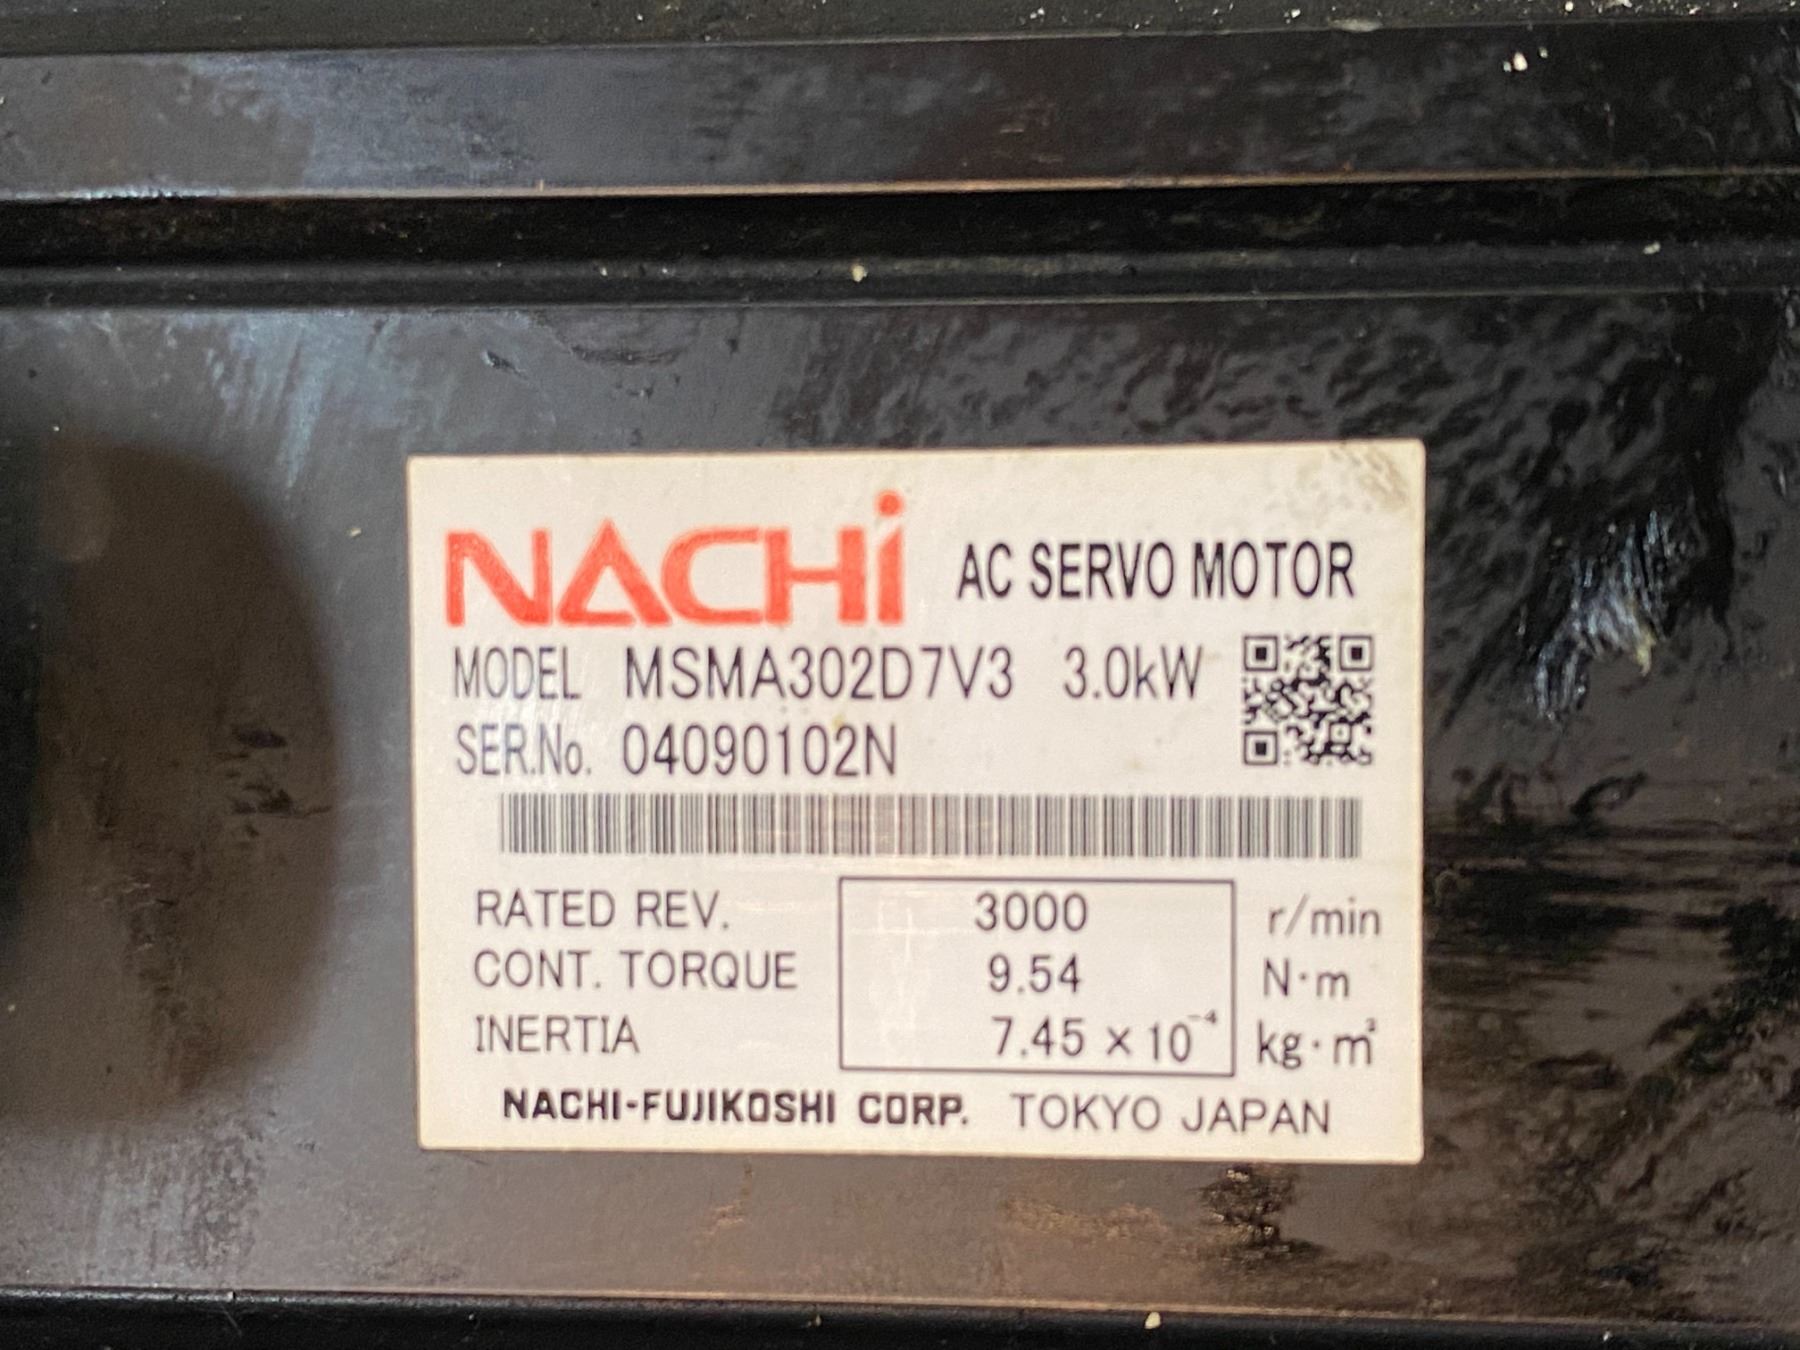 NACHi AC SERVO MOTOR
MODEL MSMA302D7V3 3.0kW
SER.No. 04090102N
RATED REV. 3000 r/min
CONT. TORQUE 9.54 N·m
INERTIA 7.45 × 10⁻⁴ kg·m²
NACHI-FUJIKOSHI CORP. TOKYO JAPAN